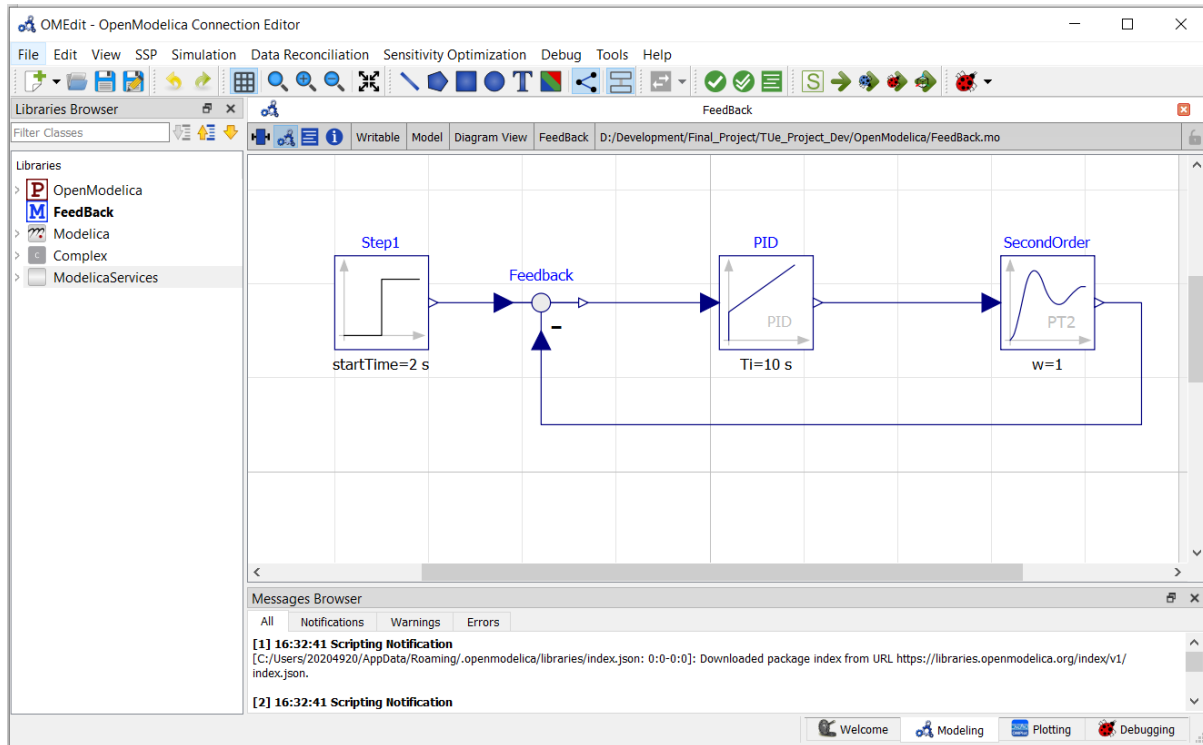 OMEdit - OpenModelica Connection Editor
File Edit View SSP Simulation Data Reconciliation Sensitivity Optimization Debug Tools Help
T S
Libraries Browser
FeedBack
Filter Classes
Writable Model Diagram View FeedBack D:/Development/Final_Project/TUe_Project_Dev/OpenModelica/FeedBack.mo
Libraries
P OpenModelica
M FeedBack
Modelica
C Complex
ModelicaServices
Step1 PID SecondOrder
Feedback
PID PT2
-
startTime=2 s Ti=10 s w=1
Messages Browser
All Notifications Warnings Errors
[1] 16:32:41 Scripting Notification
[C:/Users/20204920/AppData/Roaming/.openmodelica/libraries/index.json: 0:0-0:0]: Downloaded package index from URL https://libraries.openmodelica.org/index/v1/
index.json.
[2] 16:32:41 Scripting Notification
Welcome Modeling Plotting Debugging